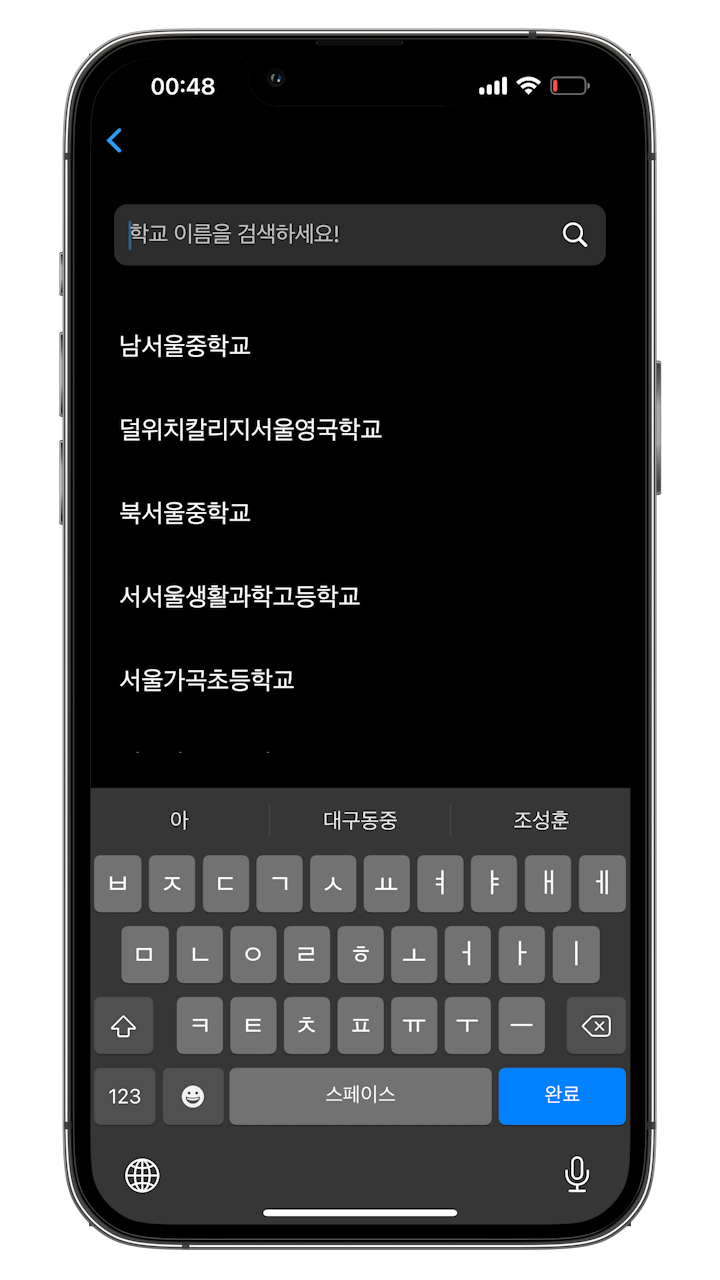 00:48
학교 이름을 검색하세요!
남서울중학교
덜위치칼리지서울영국학교
북서울중학교
서서울생활과학고등학교
서울가곡초등학교
아 대구동중 조성훈
ㅂ ㅈ ㄷ ㄱ ㅅ ㅛ ㅕ ㅑ ㅐ ㅔ
ㅁ ㄴ ㅇ ㄹ ㅎ ㅗ ㅓ ㅏ ㅣ
ㅋ ㅌ ㅊ ㅍ ㅠ ㅜ ㅡ
123 스페이스 완료